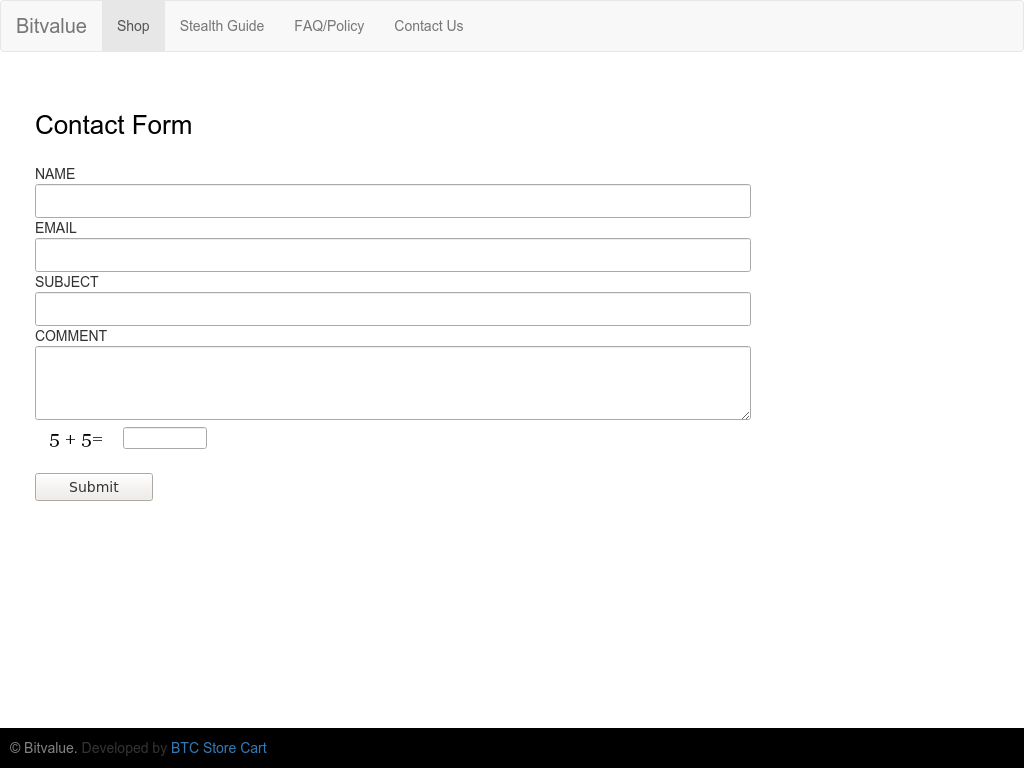 Bitvalue Shop Stealth Guide FAQ/Policy Contact Us
Contact Form
NAME
EMAIL
SUBJECT
COMMENT
5 + 5=
Submit
© Bitvalue. Developed by BTC Store Cart